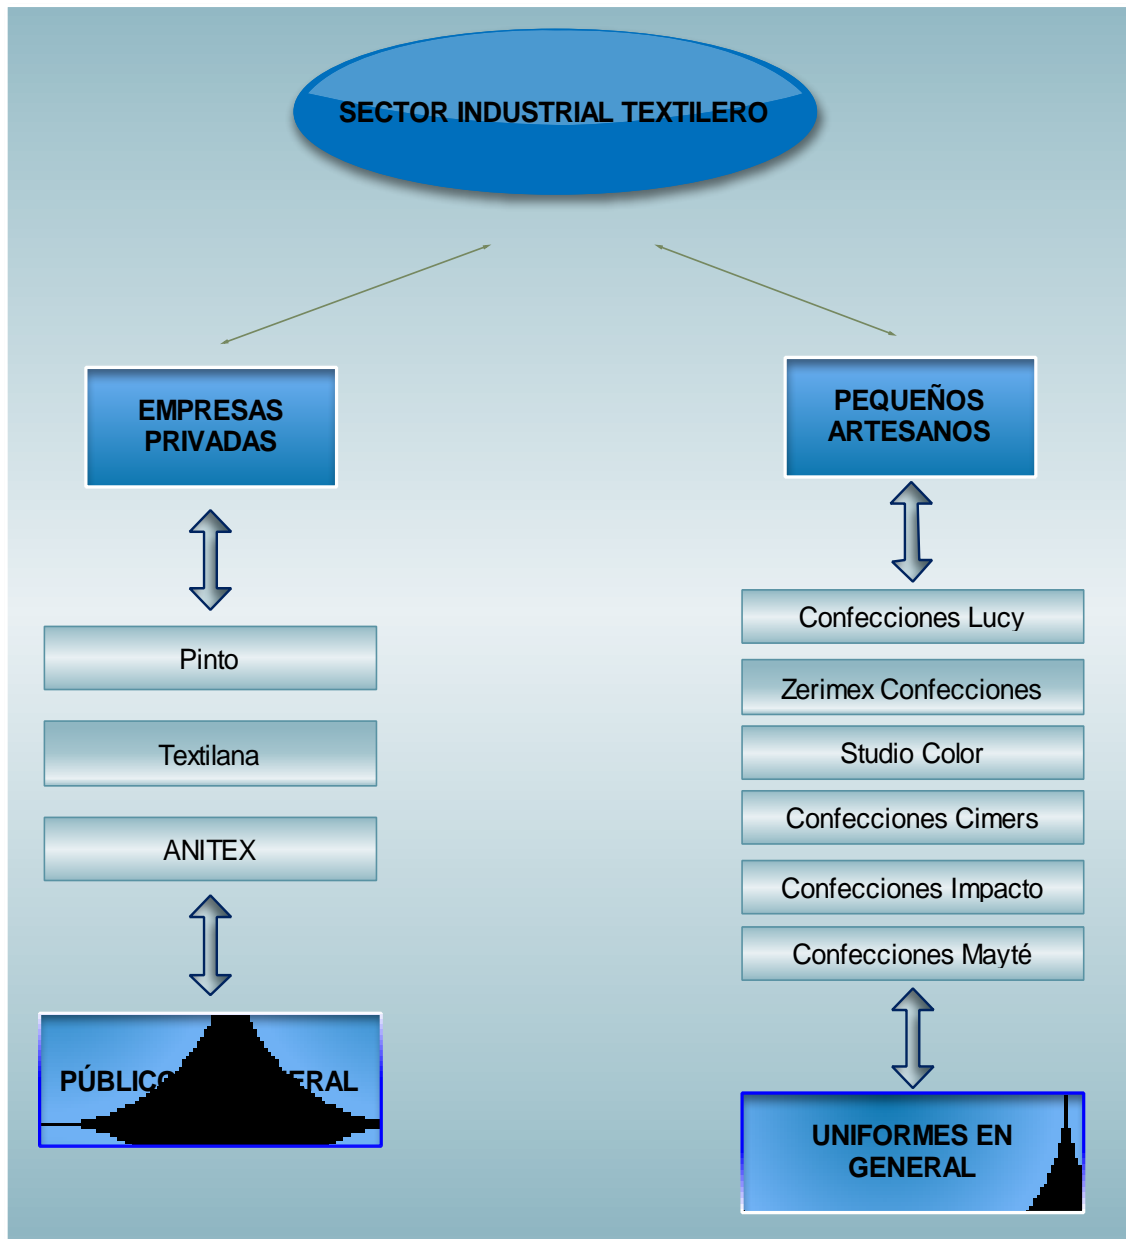 SECTOR INDUSTRIAL TEXTILERO
EMPRESAS
PRIVADAS
Pinto
Textilana
ANITEX
PEQUEÑOS
ARTESANOS
Confecciones Lucy
Zerimex Confecciones
Studio Color
Confecciones Cimers
Confecciones Impacto
Confecciones Mayté
UNIFORMES EN
GENERAL